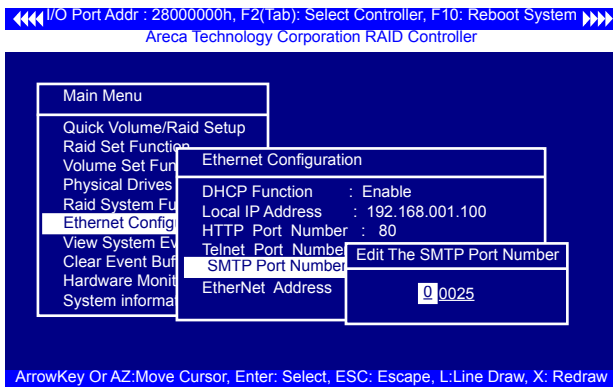 I/O Port Addr : 28000000h, F2(Tab): Select Controller, F10: Reboot System
Areca Technology Corporation RAID Controller
Main Menu
Quick Volume/Raid Setup
Raid Set Function
Volume Set Fun
Physical Drives
Raid System Fu
Ethernet Config
View System Ev
Clear Event Buf
Hardware Monit
System informa
Ethernet Configuration
DHCP Function : Enable
Local IP Address : 192.168.001.100
HTTP Port Number : 80
Telnet Port Number
SMTP Port Number
EtherNet Address
Edit The SMTP Port Number
0 0025
ArrowKey Or AZ:Move Cursor, Enter: Select, ESC: Escape, L:Line Draw, X: Redraw